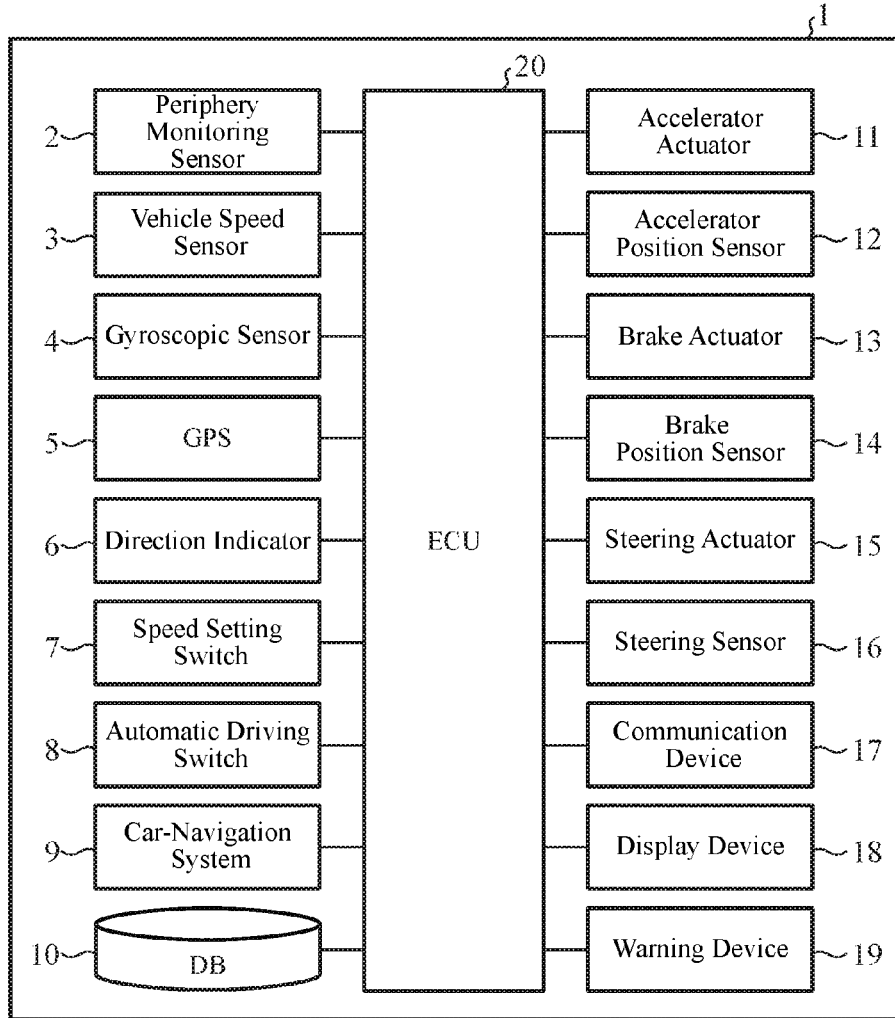 1
20
2
Periphery
Monitoring
Sensor
3
Vehicle Speed
Sensor
4
Gyroscopic Sensor
5
GPS
6
Direction Indicator
7
Speed Setting
Switch
8
Automatic Driving
Switch
9
Car-Navigation
System
10
DB
ECU
Accelerator
Actuator
11
Accelerator
Position Sensor
12
Brake Actuator
13
Brake
Position Sensor
14
Steering Actuator
15
Steering Sensor
16
Communication
Device
17
Display Device
18
Warning Device
19